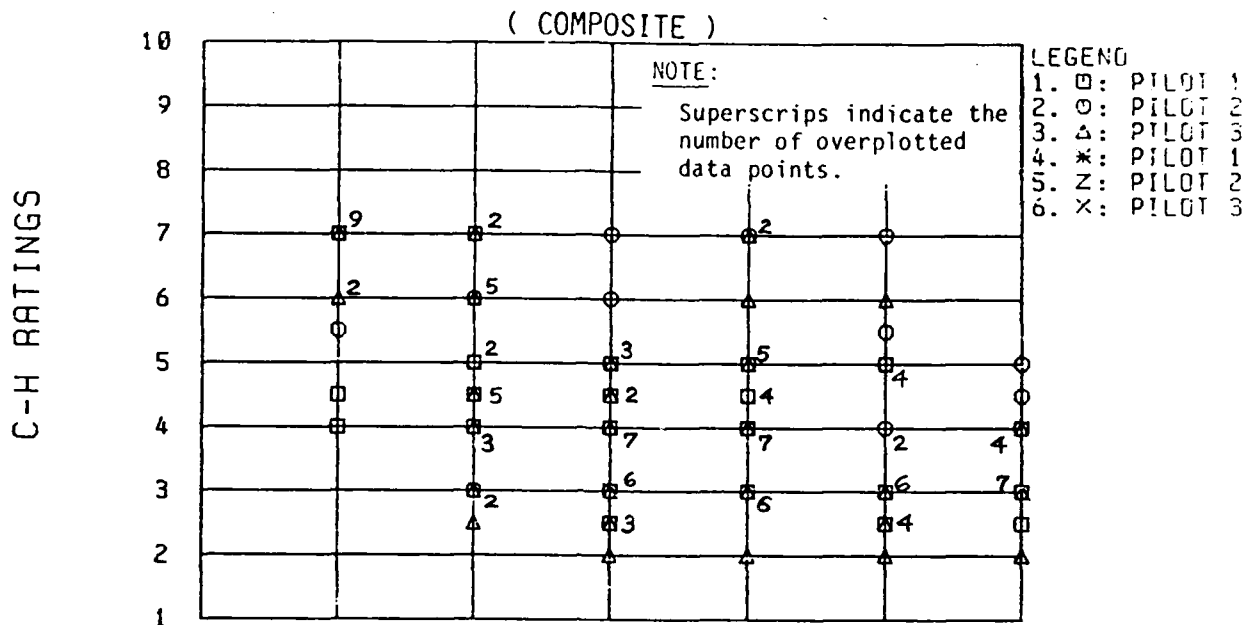 ( COMPOSITE )
10
9
8
7
6
5
4
3
2
1
C-H RATINGS
NOTE:
Superscrips indicate the
number of overplotted
data points.
LEGEND
1. □: PILOT 1
2. ○: PILOT 2
3. △: PILOT 3
4. *: PILOT 1
5. Z: PILOT 2
6. X: PILOT 3
9 2 2
2 5
2 3 5 4
5 2 4
3 7 7 2 4
2 6 6 6 7
3 4